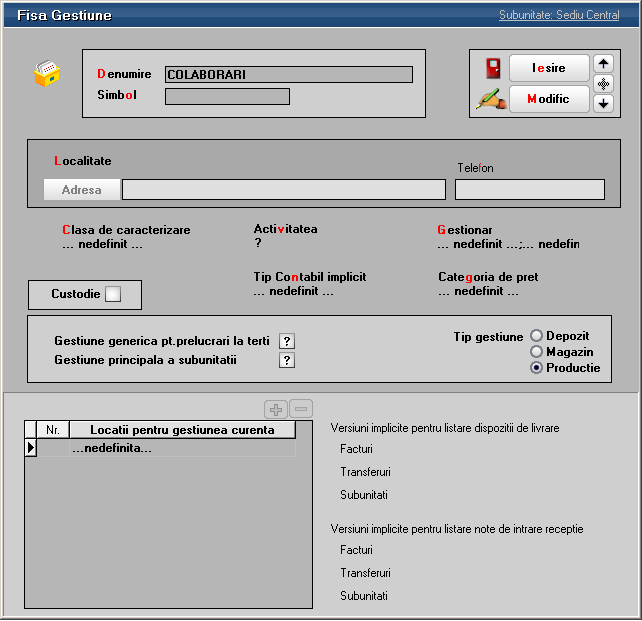 Fisa Gestiune
Subunitate: Sediu Central
Denumire COLABORARI
Simbol
Iesire
Modific
Localitate
Telefon
Adresa
Clasa de caracterizare
... nedefinit ...
Activitatea
?
Gestionar
... nedefinit ...;... nedefin
Custodie
Tip Contabil implicit
... nedefinit ...
Categoria de pret
... nedefinit ...
Gestiune generica pt.prelucrari la terti ?
Gestiune principala a subunitatii ?
Tip gestiune
Depozit
Magazin
Productie
Nr. Locatii pentru gestiunea curenta
...nedefinita...
Versiuni implicite pentru listare dispozitii de livrare
Facturi
Transferuri
Subunitati
Versiuni implicite pentru listare note de intrare receptie
Facturi
Transferuri
Subunitati